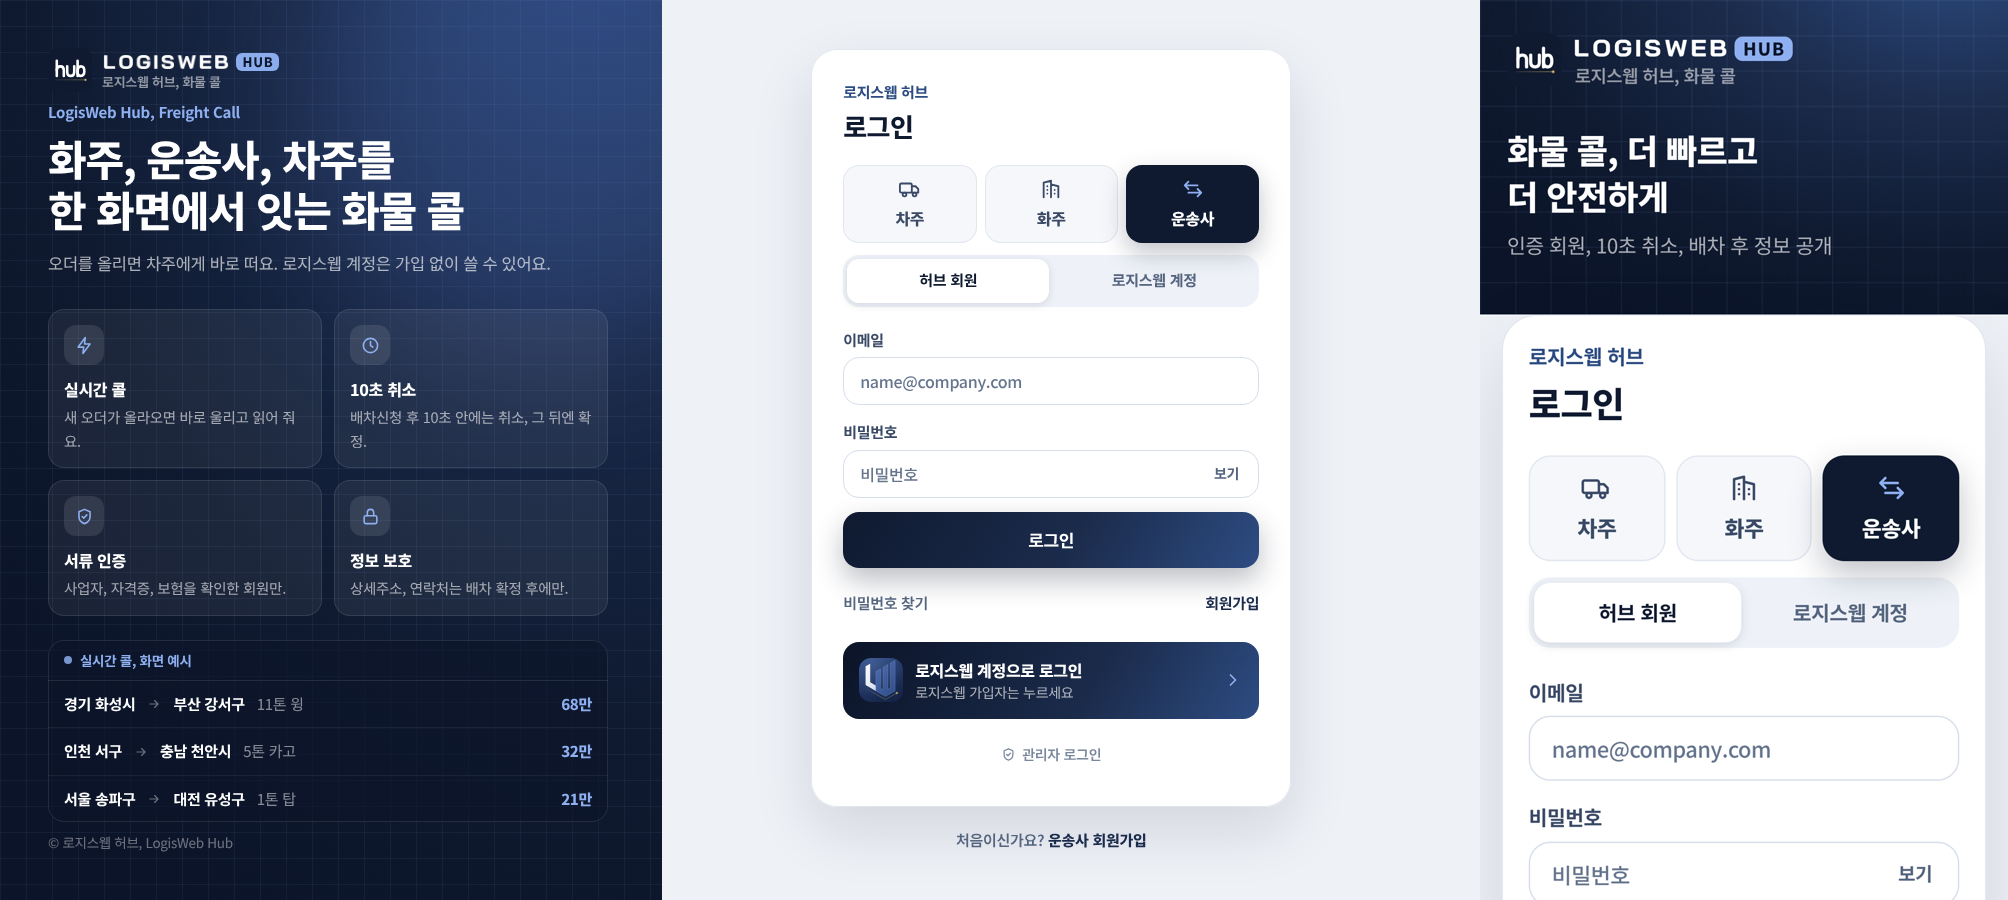 hub LOGISWEB HUB
로지스웹 허브, 화물 콜
LogisWeb Hub, Freight Call
화주, 운송사, 차주를
한 화면에서 잇는 화물 콜
오더를 올리면 차주에게 바로 떠요. 로지스웹 계정은 가입 없이 쓸 수 있어요.
실시간 콜
새 오더가 올라오면 바로 울리고 읽어 줘
요.
10초 취소
배차신청 후 10초 안에는 취소, 그 뒤엔 확
정.
서류 인증
사업자, 자격증, 보험을 확인한 회원만.
정보 보호
상세주소, 연락처는 배차 확정 후에만.
실시간 콜, 화면 예시
경기 화성시 → 부산 강서구 11톤 윙 68만
인천 서구 → 충남 천안시 5톤 카고 32만
서울 송파구 → 대전 유성구 1톤 탑 21만
© 로지스웹 허브, LogisWeb Hub
로지스웹 허브
로그인
차주 화주 운송사
허브 회원 로지스웹 계정
이메일
name@company.com
비밀번호
비밀번호 보기
로그인
비밀번호 찾기 회원가입
로지스웹 계정으로 로그인
로지스웹 가입자는 누르세요
관리자 로그인
처음이신가요? 운송사 회원가입
hub LOGISWEB HUB
로지스웹 허브, 화물 콜
화물 콜, 더 빠르고
더 안전하게
인증 회원, 10초 취소, 배차 후 정보 공개
로지스웹 허브
로그인
차주 화주 운송사
허브 회원 로지스웹 계정
이메일
name@company.com
비밀번호
비밀번호 보기